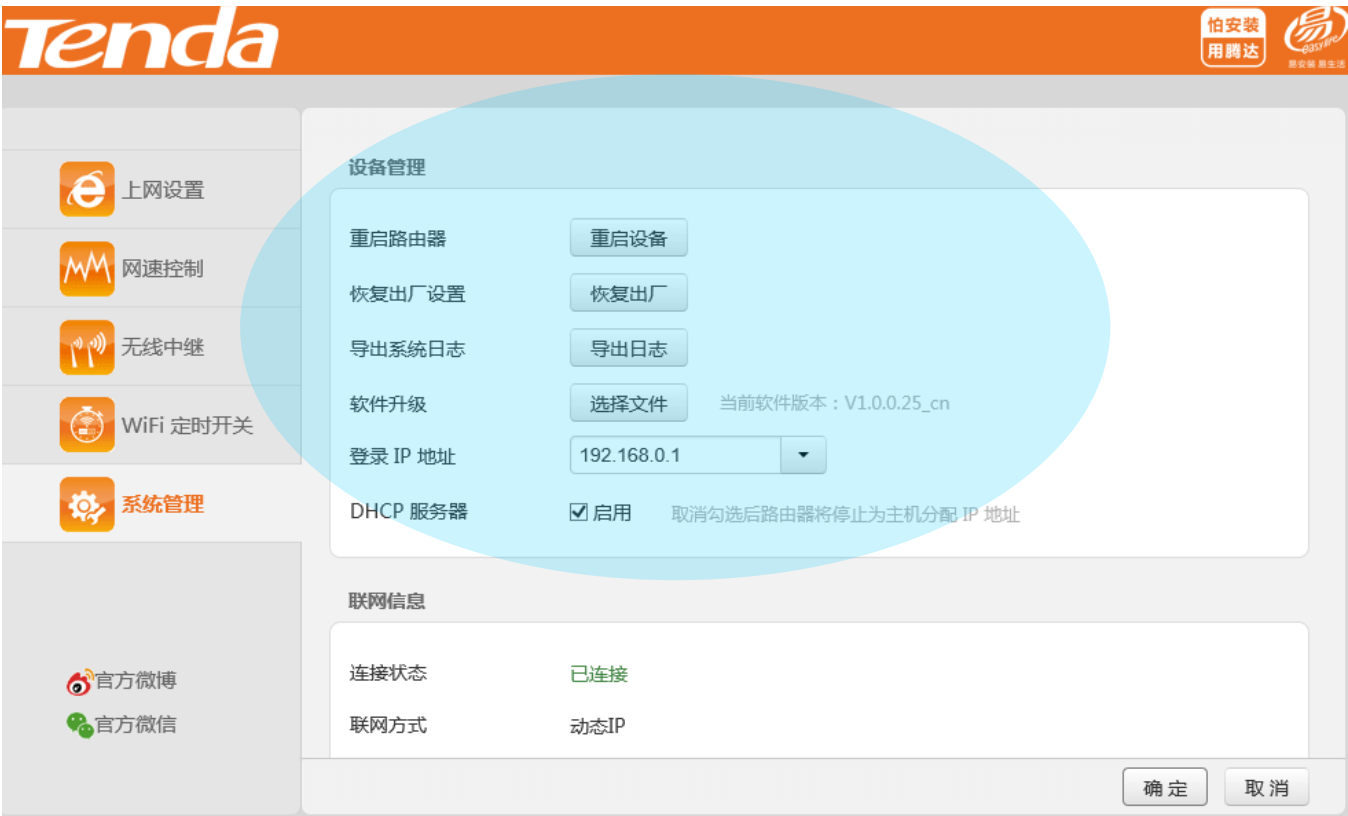 Tenda
怕安装
用腾达
易
easylife
易安装 易生活
上网设置
网速控制
无线中继
WiFi 定时开关
系统管理
官方微博
官方微信
设备管理
重启路由器 重启设备
恢复出厂设置 恢复出厂
导出系统日志 导出日志
软件升级 选择文件 当前软件版本：V1.0.0.25_cn
登录 IP 地址 192.168.0.1
DHCP 服务器 启用 取消勾选后路由器将停止为主机分配 IP 地址
联网信息
连接状态 已连接
联网方式 动态IP
确定 取消